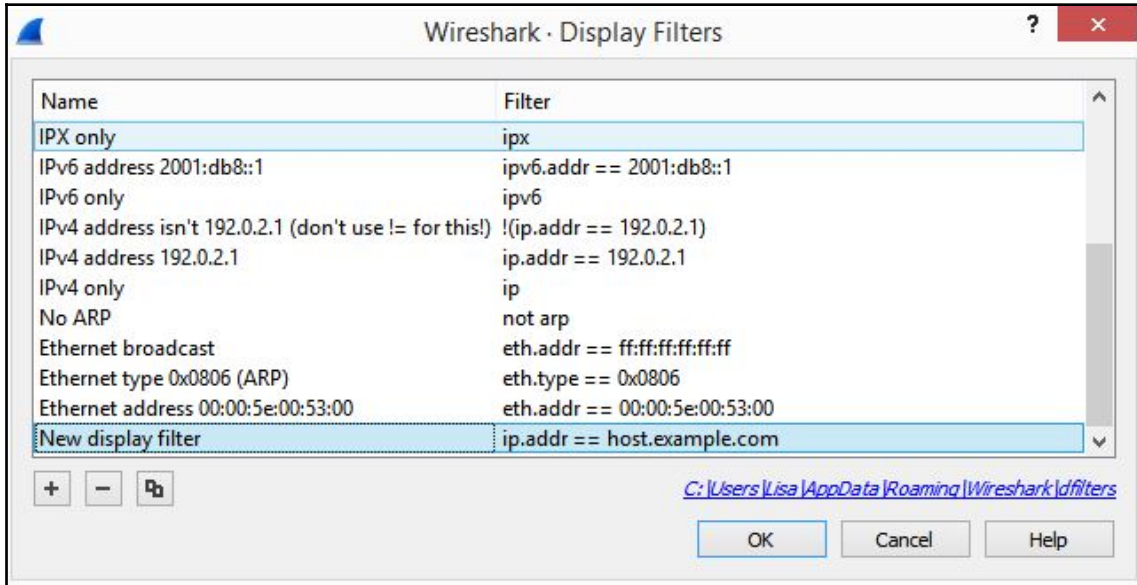 Wireshark · Display Filters ? ×
Name Filter
IPX only ipx
IPv6 address 2001:db8::1 ipv6.addr == 2001:db8::1
IPv6 only ipv6
IPv4 address isn't 192.0.2.1 (don't use != for this!) !(ip.addr == 192.0.2.1)
IPv4 address 192.0.2.1 ip.addr == 192.0.2.1
IPv4 only ip
No ARP not arp
Ethernet broadcast eth.addr == ff:ff:ff:ff:ff:ff
Ethernet type 0x0806 (ARP) eth.type == 0x0806
Ethernet address 00:00:5e:00:53:00 eth.addr == 00:00:5e:00:53:00
New display filter ip.addr == host.example.com
+ − C:\Users\Lisa\AppData\Roaming\Wireshark\dfilters
OK Cancel Help